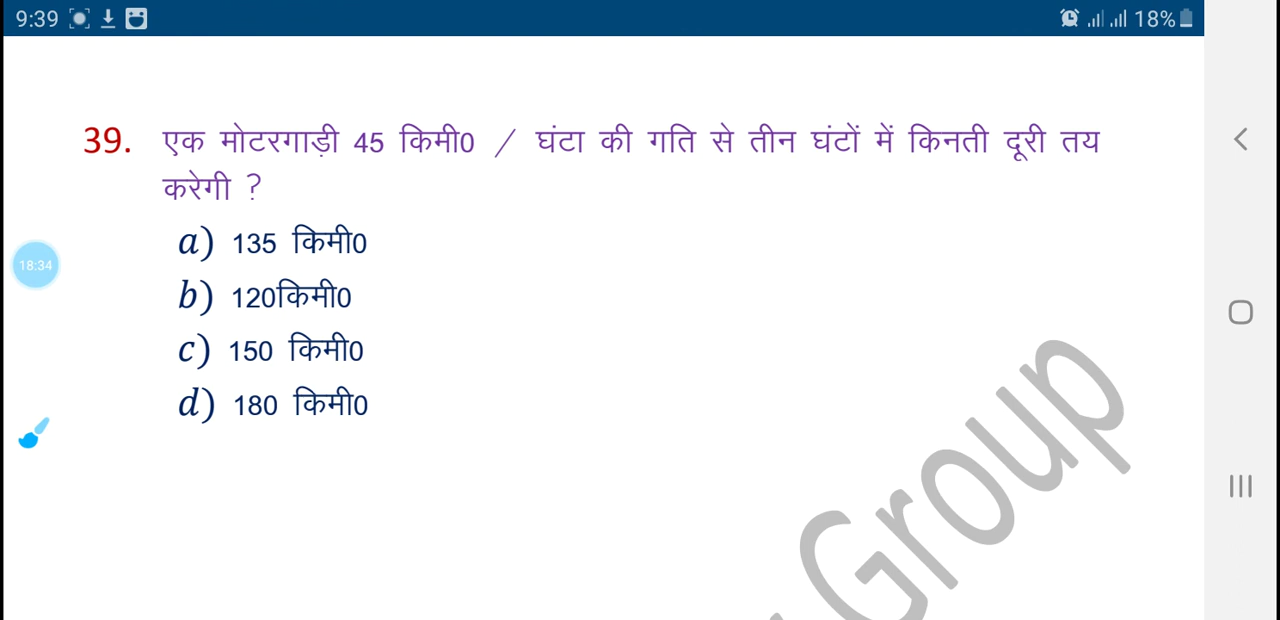 9:39 18%
39. एक मोटरगाड़ी 45 किमी0 / घंटा की गति से तीन घंटों में किनती दूरी तय
करेगी ?
a) 135 किमी0
18:34
b) 120किमी0
c) 150 किमी0
d) 180 किमी0
Group